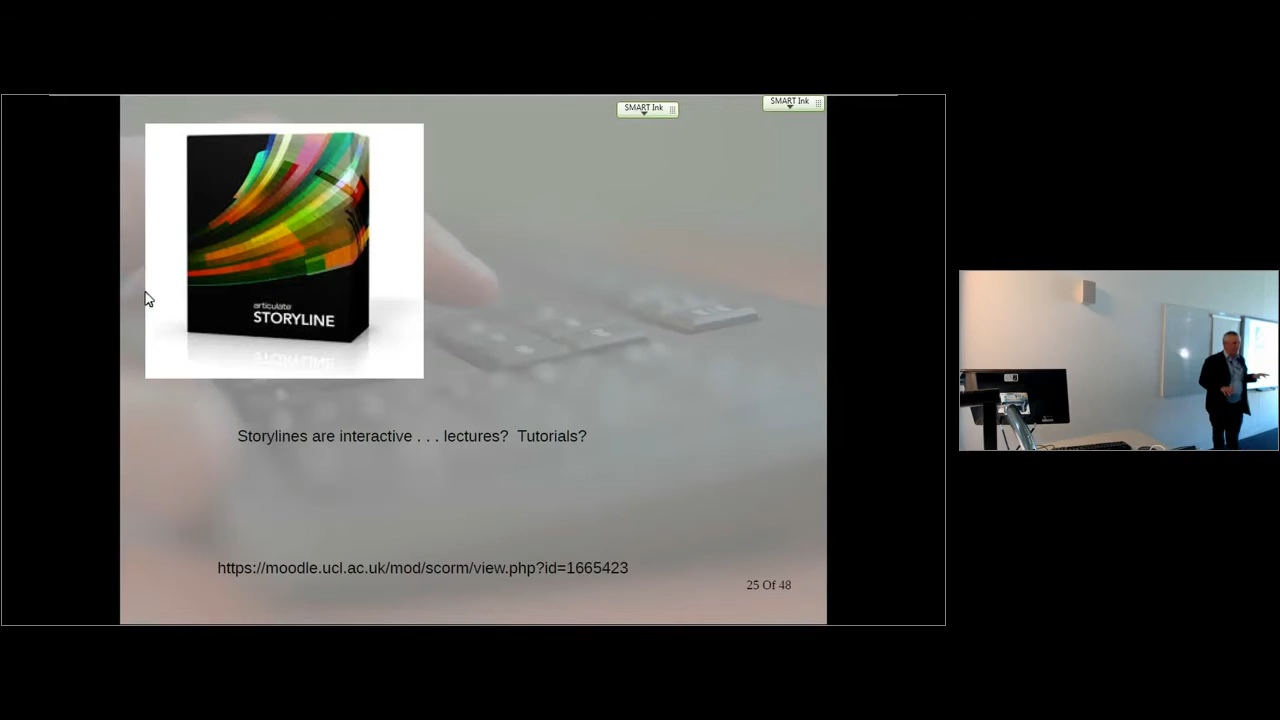 SMART Ink
SMART Ink
articulate
STORYLINE
Storylines are interactive . . . lectures?  Tutorials?
https://moodle.ucl.ac.uk/mod/scorm/view.php?id=1665423
25 Of 48